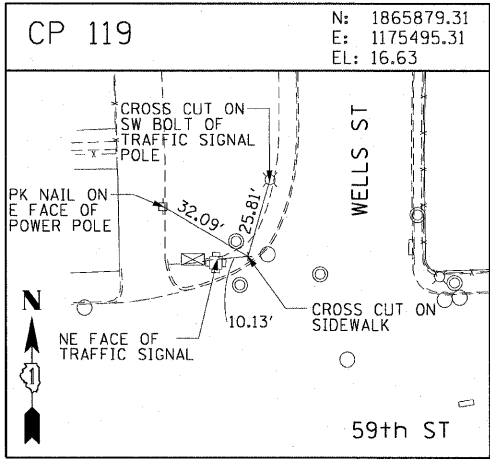 CP 119
N: 1865879.31
E: 1175495.31
EL: 16.63
CROSS CUT ON
SW BOLT OF
TRAFFIC SIGNAL
POLE
WELLS ST
PK NAIL ON
E FACE OF
POWER POLE
32.09'
25.81'
N
1
NE FACE OF
TRAFFIC SIGNAL
10.13'
CROSS CUT ON
SIDEWALK
59th ST